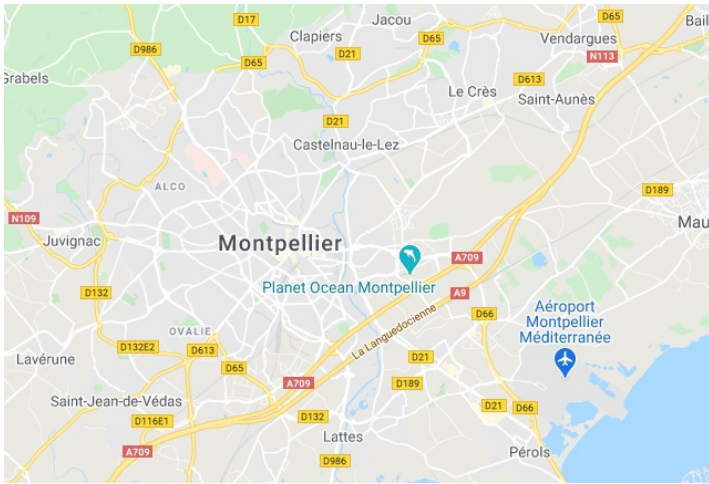 D17
Jacou
D65
Bail
Clapiers
D986
D21
D65
Vendargues
N113
D65
Grabels
D613
Le Crès
Saint-Aunès
D21
Castelnau-le-Lez
ALCO
D189
N109
Mau
Juvignac
Montpellier
A709
Planet Ocean Montpellier
D132
A9
Aéroport
Montpellier
Méditerranée
D66
La Languedocienne
OVALIE
D132E2
D613
Lavérune
D65
D21
A709
D189
Saint-Jean-de-Védas
D21
D66
D116E1
D132
Lattes
A709
D986
Pérols